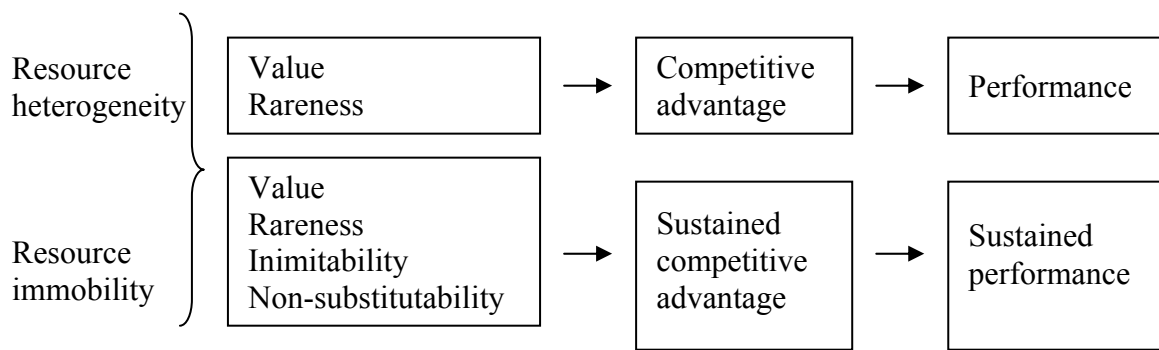 Resource
heterogeneity
Value
Rareness
Competitive
advantage
Performance
Resource
immobility
Value
Rareness
Inimitability
Non-substitutability
Sustained
competitive
advantage
Sustained
performance